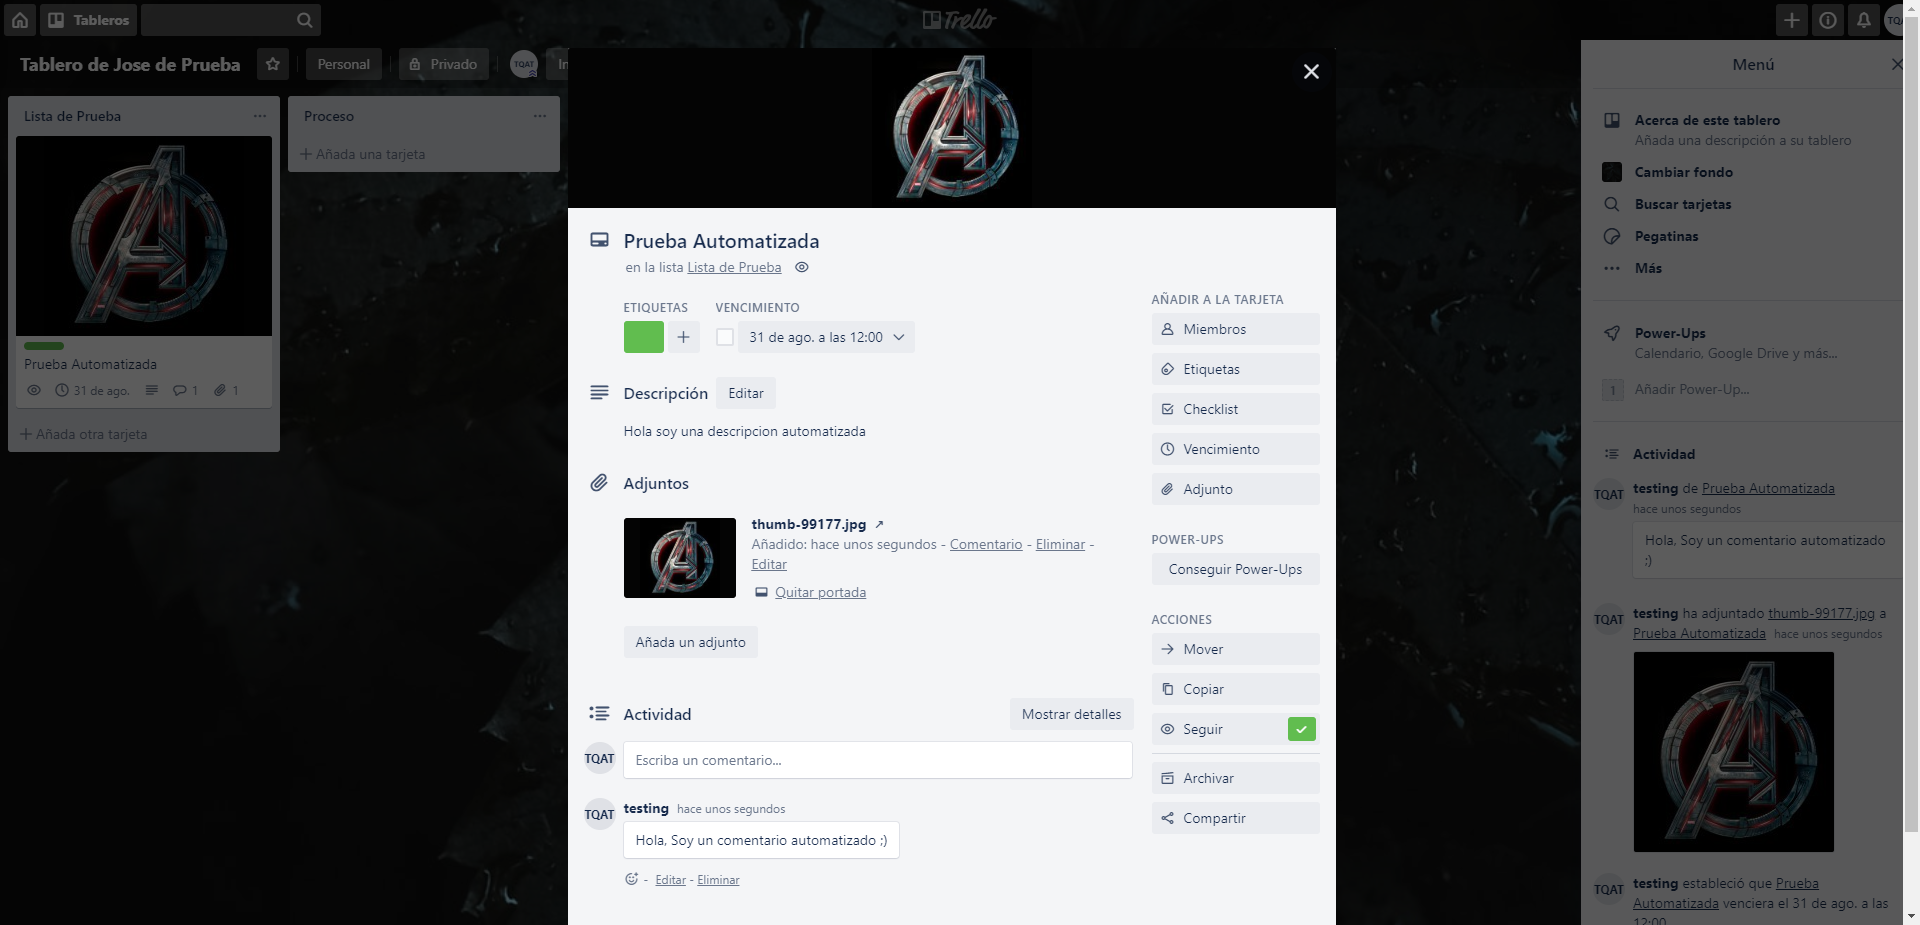 Tableros
Trello
TQA
Tablero de Jose de Prueba
Personal
Privado
TQAT
In
Lista de Prueba
Prueba Automatizada
31 de ago.
1
1
+ Añada otra tarjeta
Proceso
+ Añada una tarjeta
Prueba Automatizada
en la lista Lista de Prueba
ETIQUETAS
VENCIMIENTO
31 de ago. a las 12:00
Descripción
Editar
Hola soy una descripcion automatizada
Adjuntos
thumb-99177.jpg
Añadido: hace unos segundos - Comentario - Eliminar -
Editar
Quitar portada
Añada un adjunto
Actividad
Mostrar detalles
TQAT
Escriba un comentario...
TQAT
testing hace unos segundos
Hola, Soy un comentario automatizado ;)
- Editar - Eliminar
AÑADIR A LA TARJETA
Miembros
Etiquetas
Checklist
Vencimiento
Adjunto
POWER-UPS
Conseguir Power-Ups
ACCIONES
Mover
Copiar
Seguir
Archivar
Compartir
Menú
Acerca de este tablero
Añada una descripción a su tablero
Cambiar fondo
Buscar tarjetas
Pegatinas
Más
Power-Ups
Calendario, Google Drive y más...
1
Añadir Power-Up...
Actividad
TQAT
testing de Prueba Automatizada
hace unos segundos
Hola, Soy un comentario automatizado
;)
TQAT
testing ha adjuntado thumb-99177.jpg a
Prueba Automatizada hace unos segundos
TQAT
testing estableció que Prueba
Automatizada venciera el 31 de ago. a las
12:00